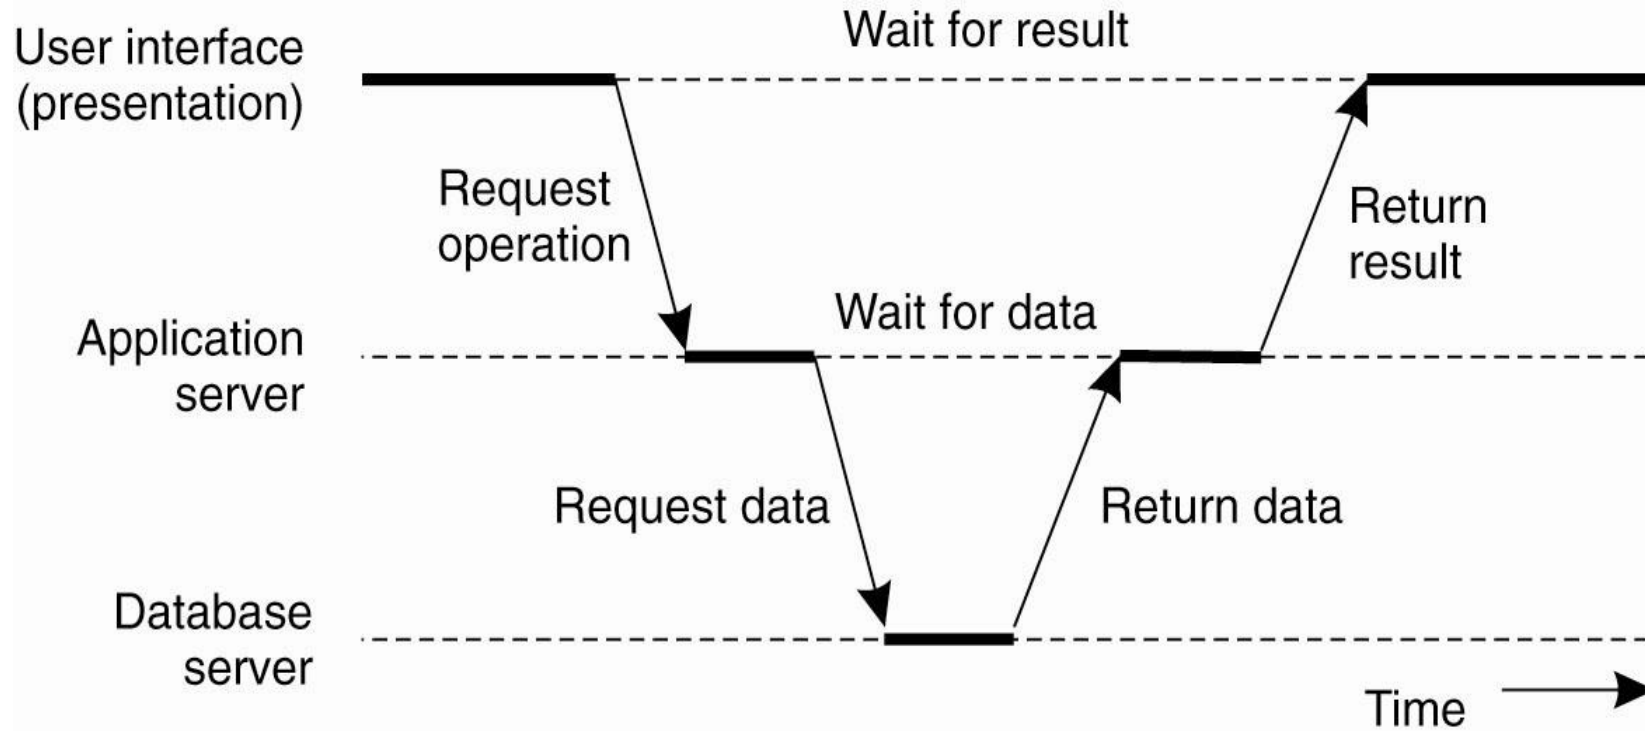 User interface
(presentation)
Wait for result
Request
operation
Return
result
Application
server
Wait for data
Request data
Return data
Database
server
Time